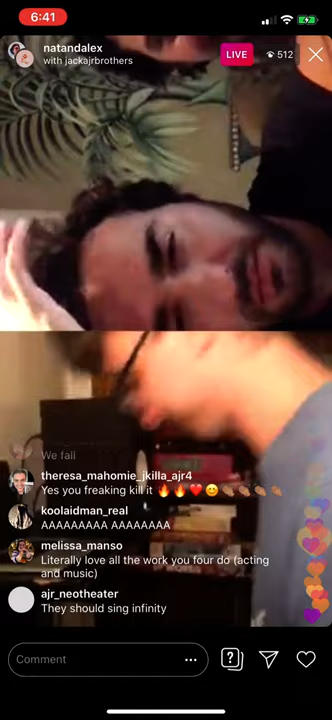 6:41
natandalex
with jackajrbrothers
LIVE
512
We fall
theresa_mahomie_jkilla_ajr4
Yes you freaking kill it 🔥🔥❤️😊👏🏽👏🏽👏🏽👏🏽
koolaidman_real
AAAAAAAAA AAAAAAAA
melissa_manso
Literally love all the work you four do (acting
and music)
ajr_neotheater
They should sing infinity
Comment